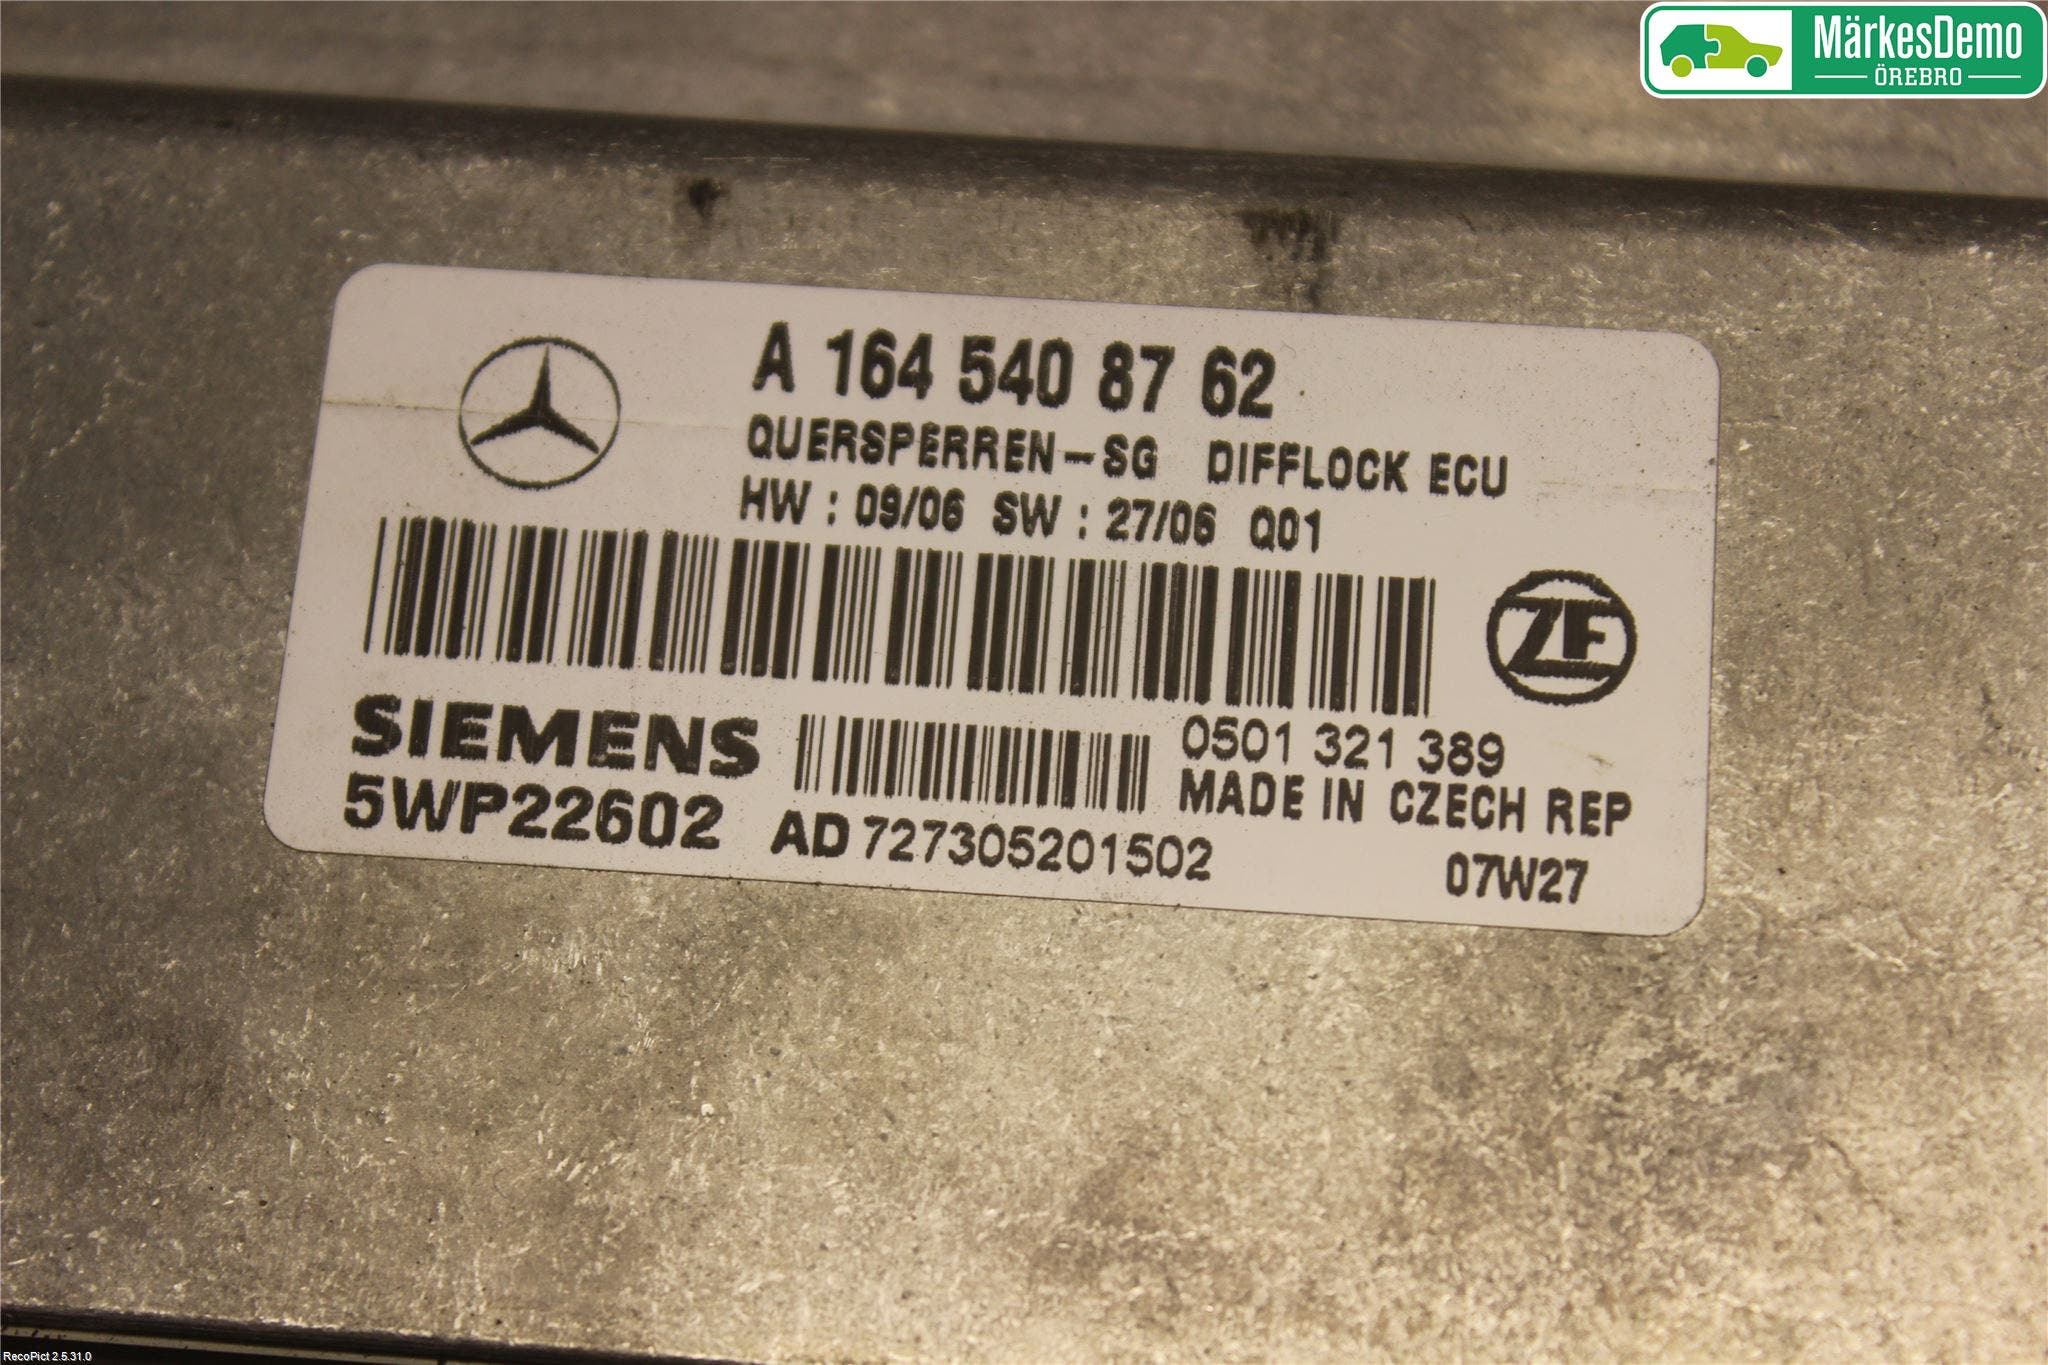 MärkesDemo
ÖREBRO
A 164 540 87 62
QUERSPERREN-SG DIFFLOCK ECU
HW : 09/06 SW : 27/06 Q01
ZF
SIEMENS
0501 321 389
5WP22602
MADE IN CZECH REP
AD 727305201502
07W27
RecoPict 2.5.31.0